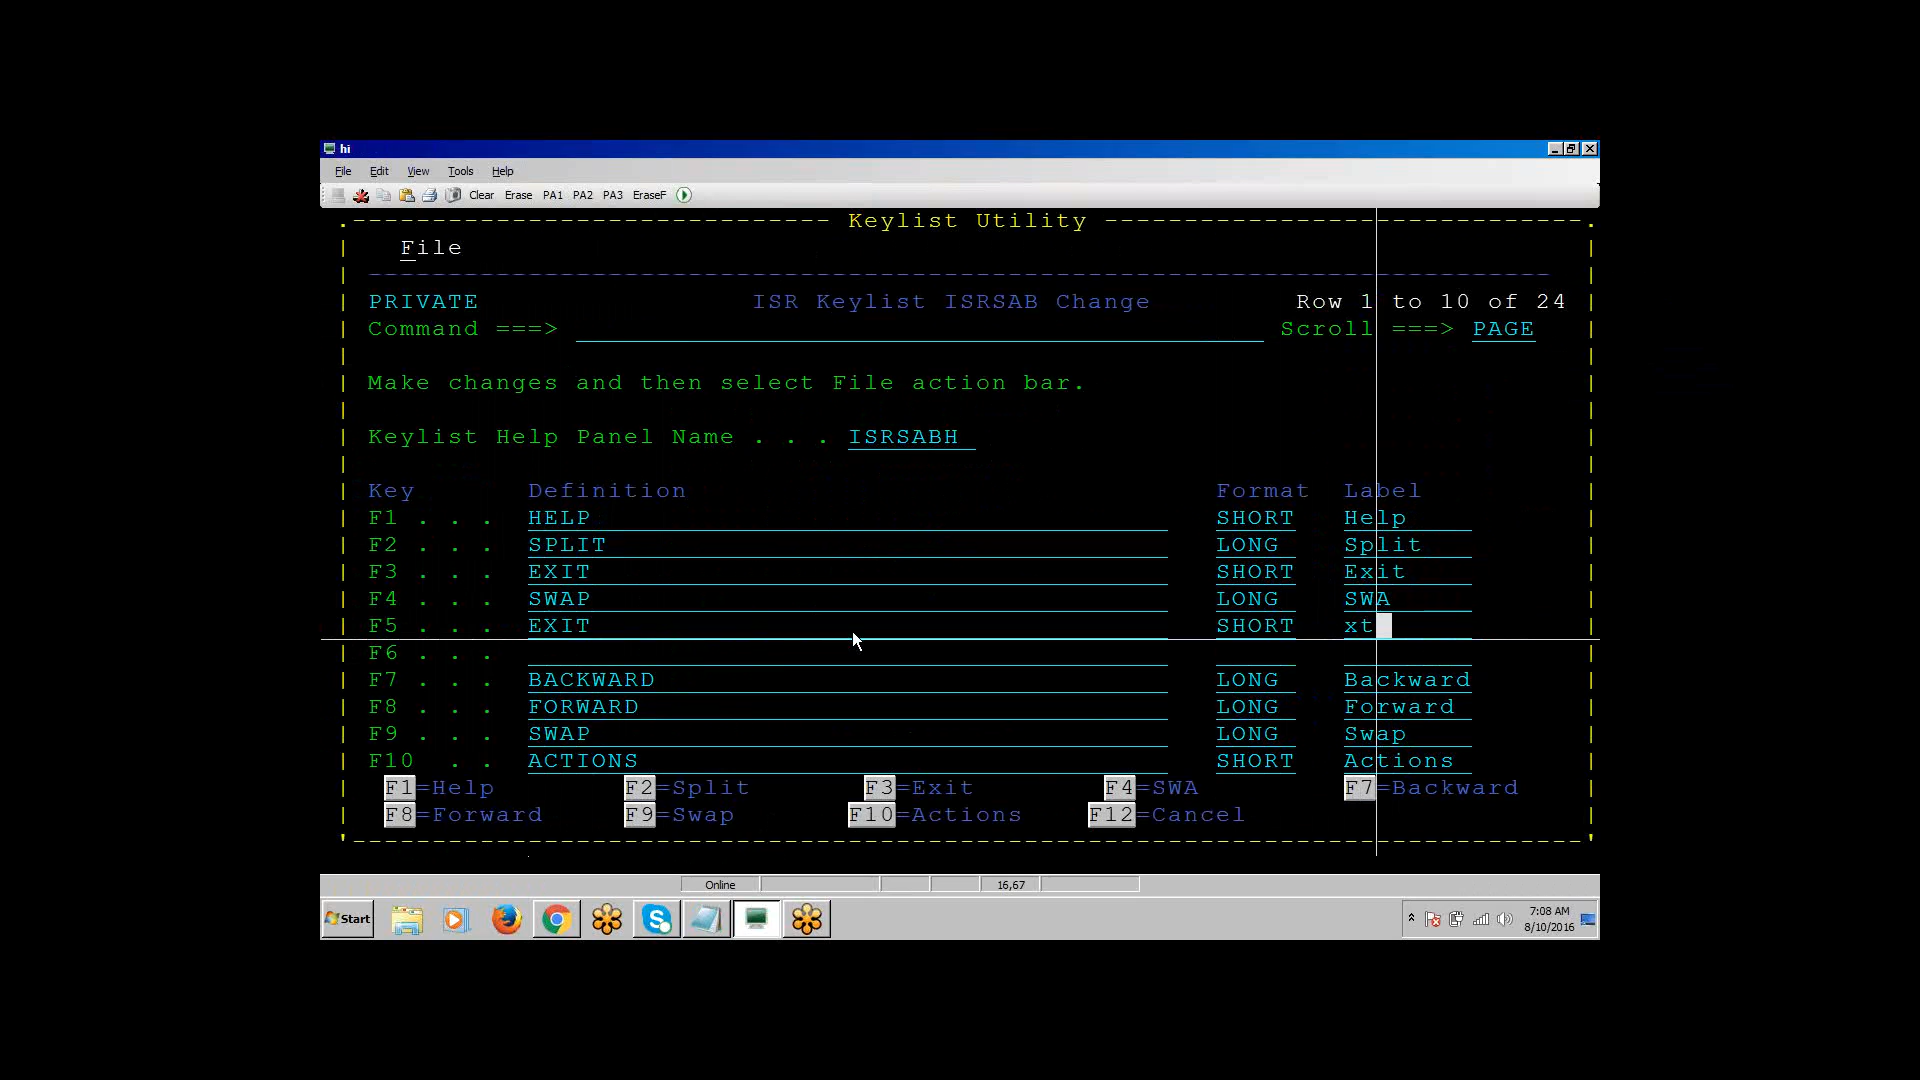 hi
File Edit View Tools Help
Clear Erase PA1 PA2 PA3 EraseF
Keylist Utility
File
PRIVATE ISR Keylist ISRSAB Change Row 1 to 10 of 24
Command ===> Scroll ===> PAGE
Make changes and then select File action bar.
Keylist Help Panel Name . . . ISRSABH
Key Definition Format Label
F1 . . . HELP SHORT Help
F2 . . . SPLIT LONG Split
F3 . . . EXIT SHORT Exit
F4 . . . SWAP LONG SWA
F5 . . . EXIT SHORT xt
F6 . . .
F7 . . . BACKWARD LONG Backward
F8 . . . FORWARD LONG Forward
F9 . . . SWAP LONG Swap
F10 . . ACTIONS SHORT Actions
F1=Help F2=Split F3=Exit F4=SWA F7=Backward
F8=Forward F9=Swap F10=Actions F12=Cancel
Online 16,67
Start 7:08 AM
8/10/2016